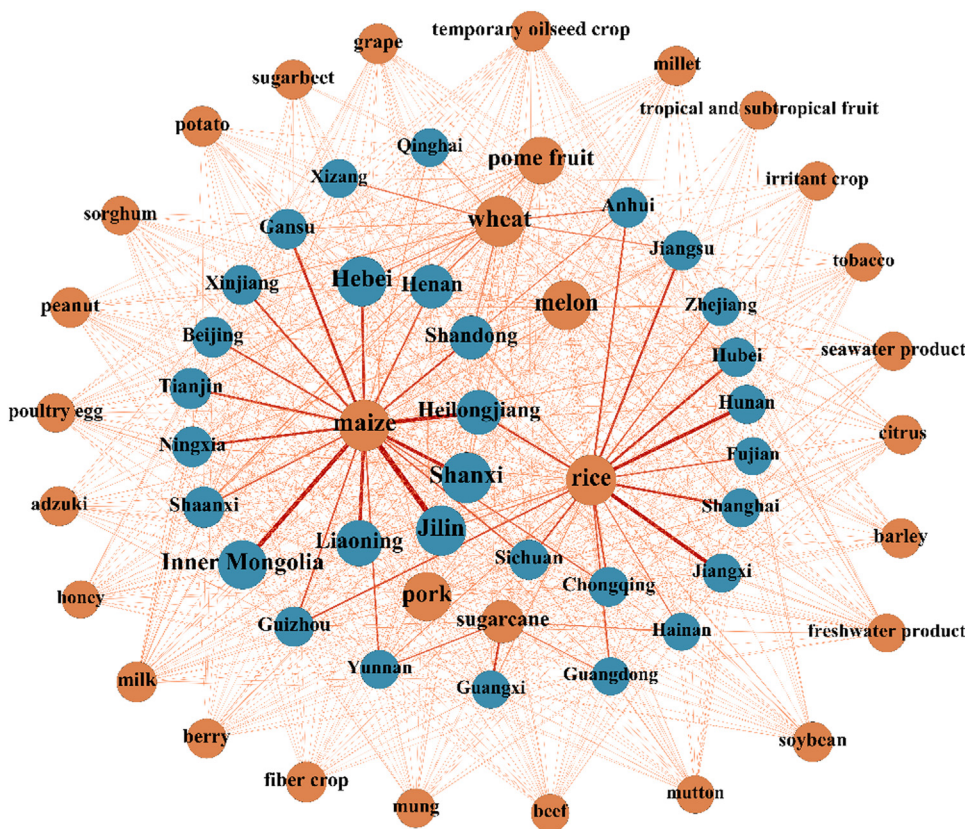 temporary oilseed crop
grape
millet
sugarbeet
tropical and subtropical fruit
potato
Qinghai
pome fruit
Xizang
irritant crop
sorghum
Gansu
wheat
Anhui
Jiangsu
tobacco
Xinjiang
Hebei
Henan
melon
Zhejiang
peanut
Beijing
Shandong
Hubei
seawater product
Tianjin
Hunan
poultry egg
maize
Heilongjiang
citrus
Ningxia
Fujian
Shanxi
rice
adzuki
Shaanxi
Shanghai
Jilin
barley
Inner Mongolia
Liaoning
Sichuan
Jiangxi
Chongqing
honey
pork
Guizhou
sugarcane
Hainan
freshwater product
Yunnan
Guangxi
Guangdong
milk
berry
soybean
fiber crop
mung
beef
mutton